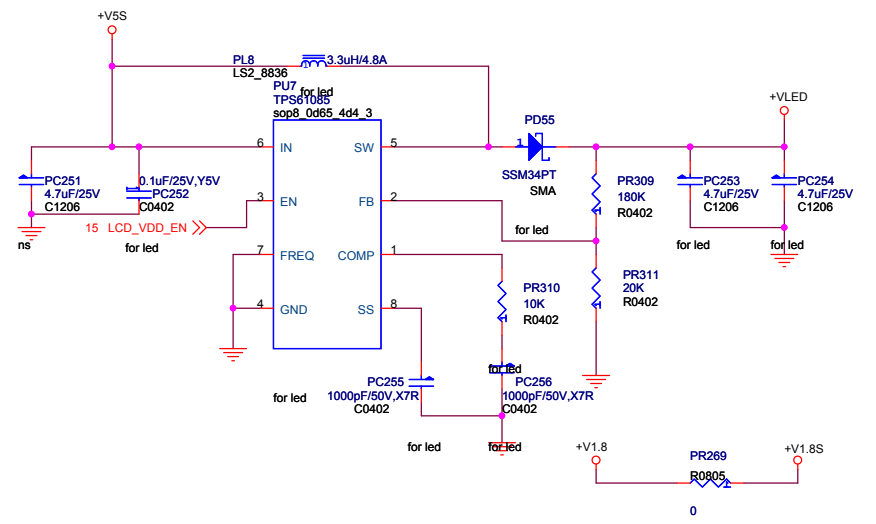 +V5S
PL8
3.3uH/4.8A
1
LS2_8836
for led
PU7
TPS61085
sop8_0d65_4d4_3
+VLED
PD55
6 IN
SW 5
1
SSM34PT
SMA
PC251
4.7uF/25V
C1206
0.1uF/25V,Y5V
PC252
C0402
3 EN
FB 2
PR309
180K
R0402
1
PC253
4.7uF/25V
C1206
PC254
4.7uF/25V
C1206
15 LCD_VDD_EN
ns
for led
for led
for led
for led
7 FREQ
COMP 1
PR310
10K
R0402
1
PR311
20K
R0402
1
4 GND
SS 8
for led
PC255
1000pF/50V,X7R
C0402
PC256
1000pF/50V,X7R
C0402
for led
for led
for led
+V1.8
PR269
R0805
1
0
+V1.8S